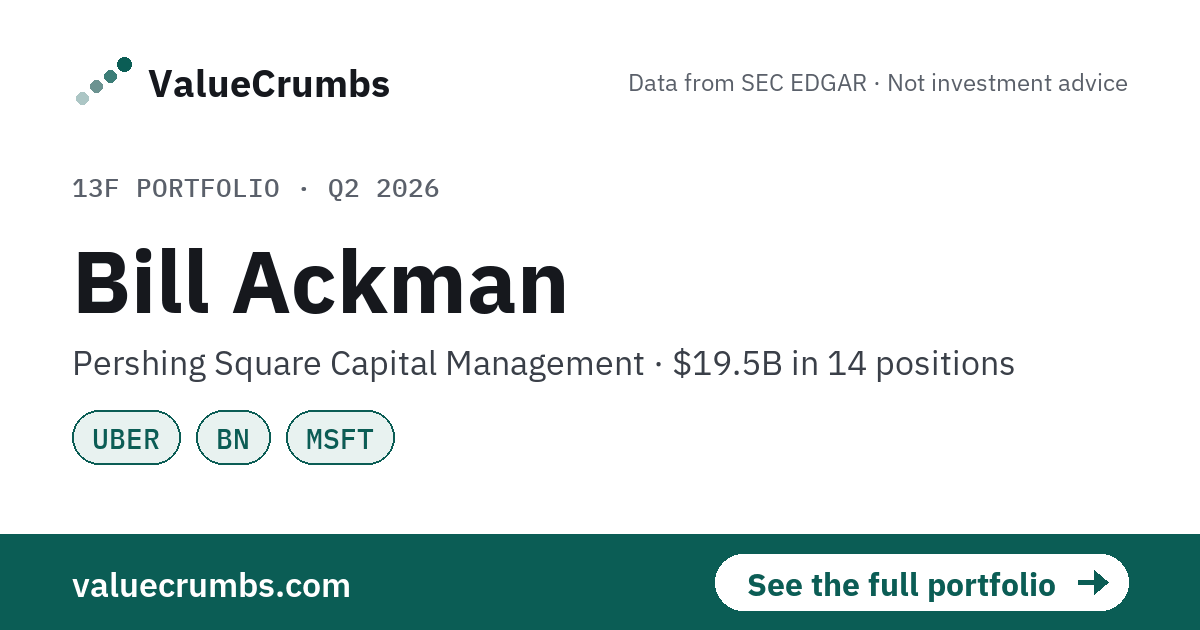 ValueCrumbs
Data from SEC EDGAR · Not investment advice
13F PORTFOLIO · Q2 2026
Bill Ackman
Pershing Square Capital Management · $19.5B in 14 positions
UBER BN MSFT
valuecrumbs.com
See the full portfolio →